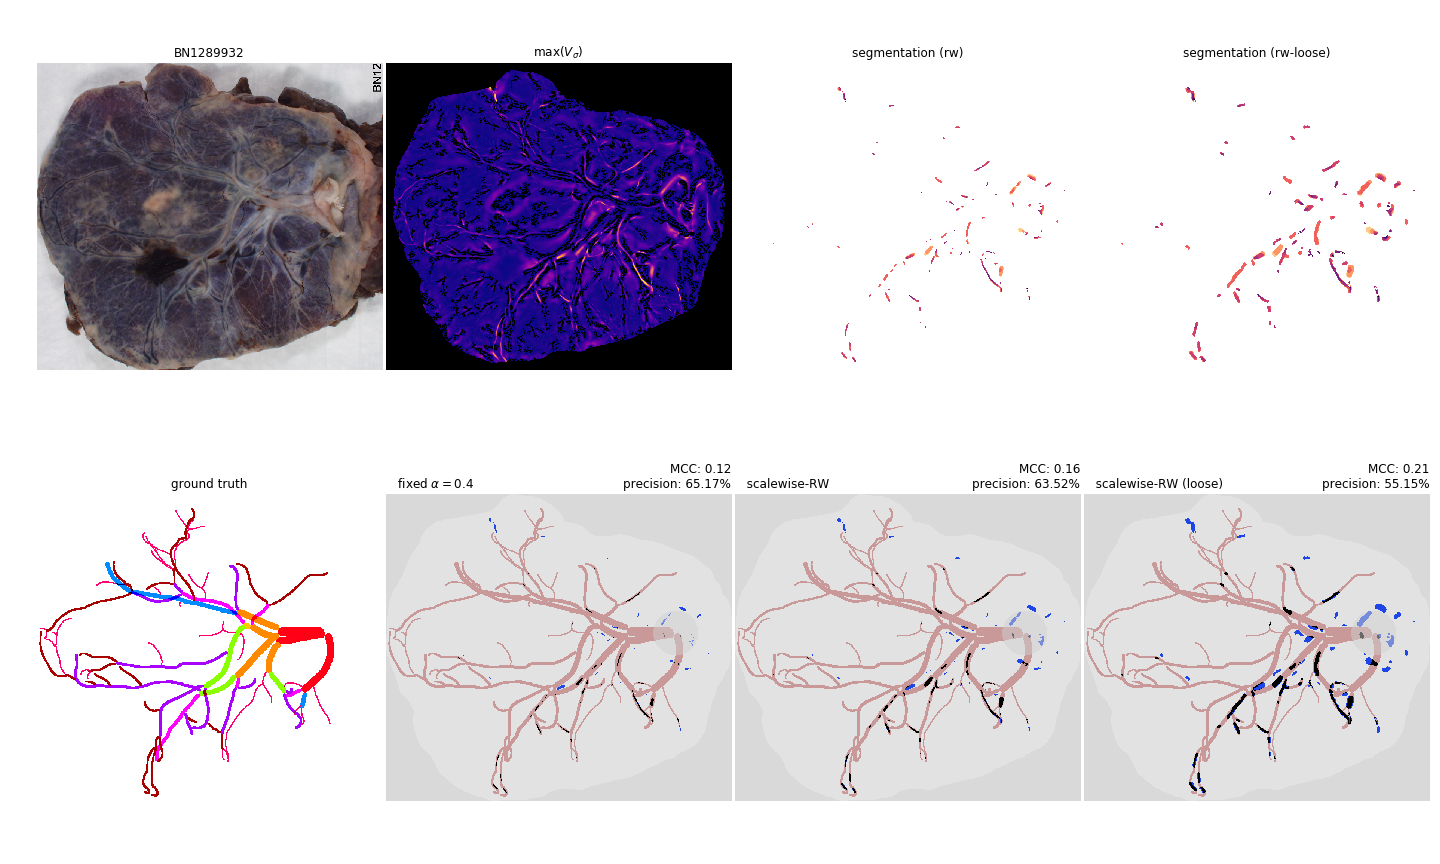 BN1289932
max(Vσ)
segmentation (rw)
segmentation (rw-loose)
BN12
ground truth
fixed α = 0.4
MCC: 0.12
precision: 65.17%
scalewise-RW
MCC: 0.16
precision: 63.52%
scalewise-RW (loose)
MCC: 0.21
precision: 55.15%